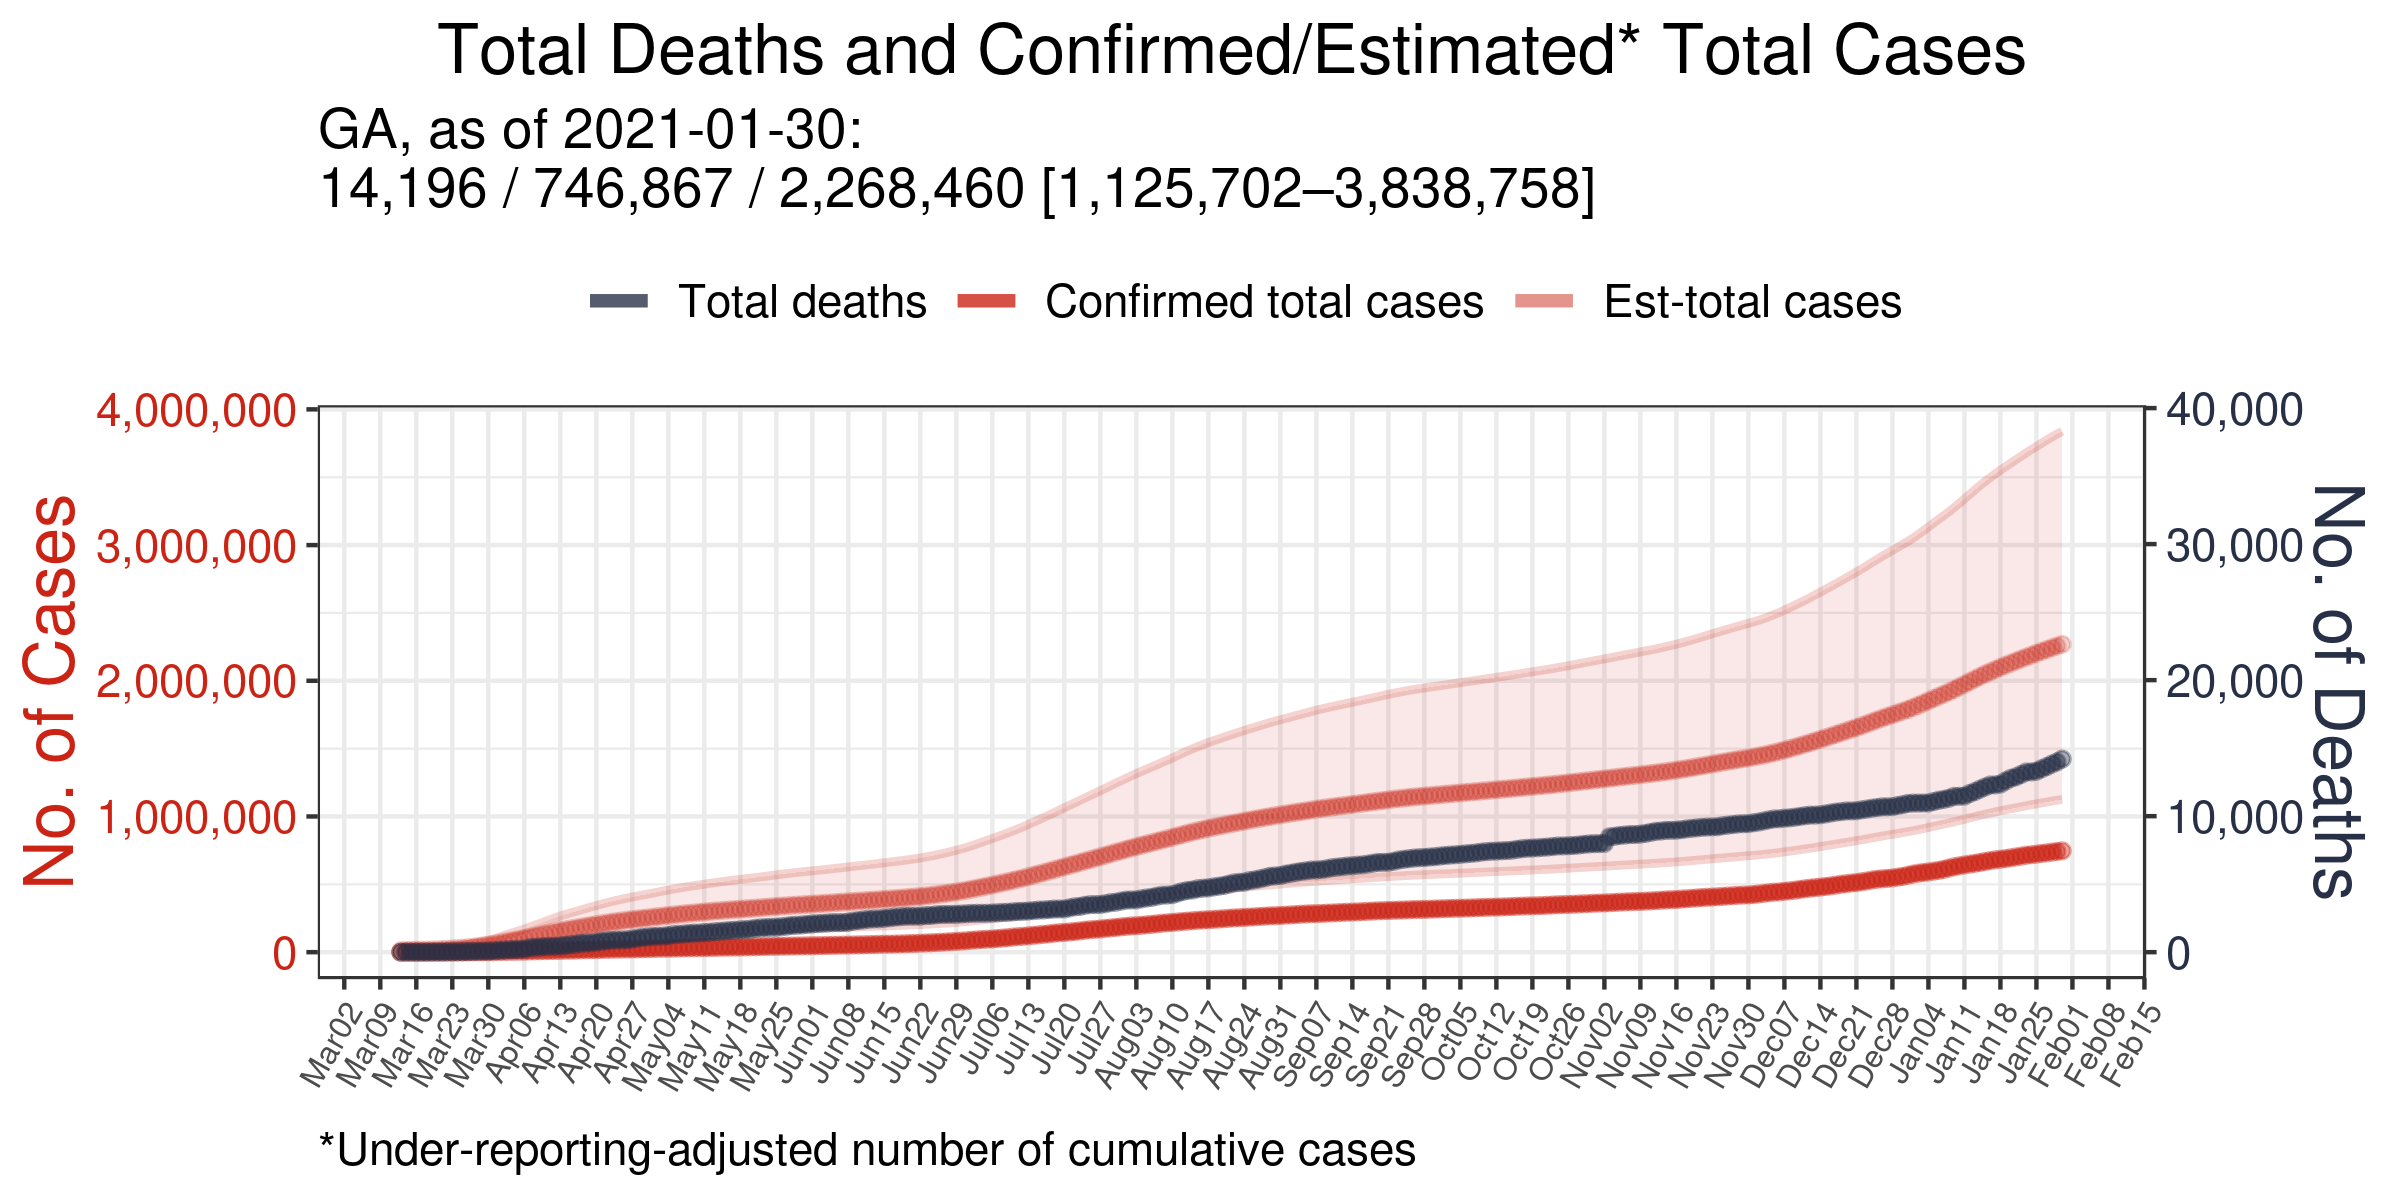 Total Deaths and Confirmed/Estimated* Total Cases
GA, as of 2021-01-30:
14,196 / 746,867 / 2,268,460 [1,125,702–3,838,758]
Total deaths
Confirmed total cases
Est-total cases
No. of Cases
4,000,000
3,000,000
2,000,000
1,000,000
0
40,000
30,000
20,000
10,000
0
No. of Deaths
Mar02
Mar09
Mar16
Mar23
Mar30
Apr06
Apr13
Apr20
Apr27
May04
May11
May18
May25
Jun01
Jun08
Jun15
Jun22
Jun29
Jul06
Jul13
Jul20
Jul27
Aug03
Aug10
Aug17
Aug24
Aug31
Sep07
Sep14
Sep21
Sep28
Oct05
Oct12
Oct19
Oct26
Nov02
Nov09
Nov16
Nov23
Nov30
Dec07
Dec14
Dec21
Dec28
Jan04
Jan11
Jan18
Jan25
Feb01
Feb08
Feb15
*Under-reporting-adjusted number of cumulative cases